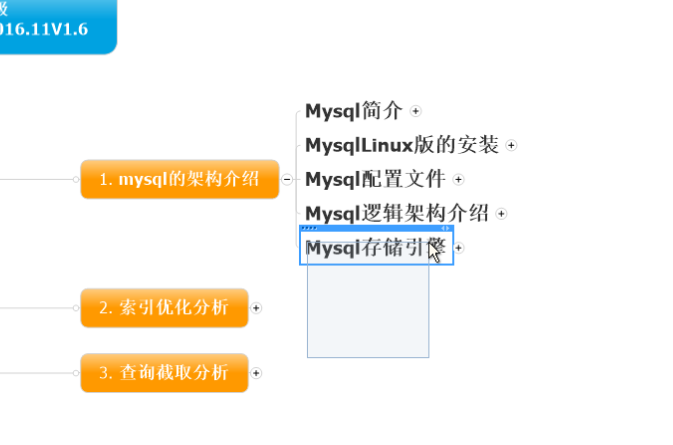 级
016.11V1.6
Mysql简介
MysqlLinux版的安装
1. mysql的架构介绍
Mysql配置文件
Mysql逻辑架构介绍
Mysql存储引擎
2. 索引优化分析
3. 查询截取分析